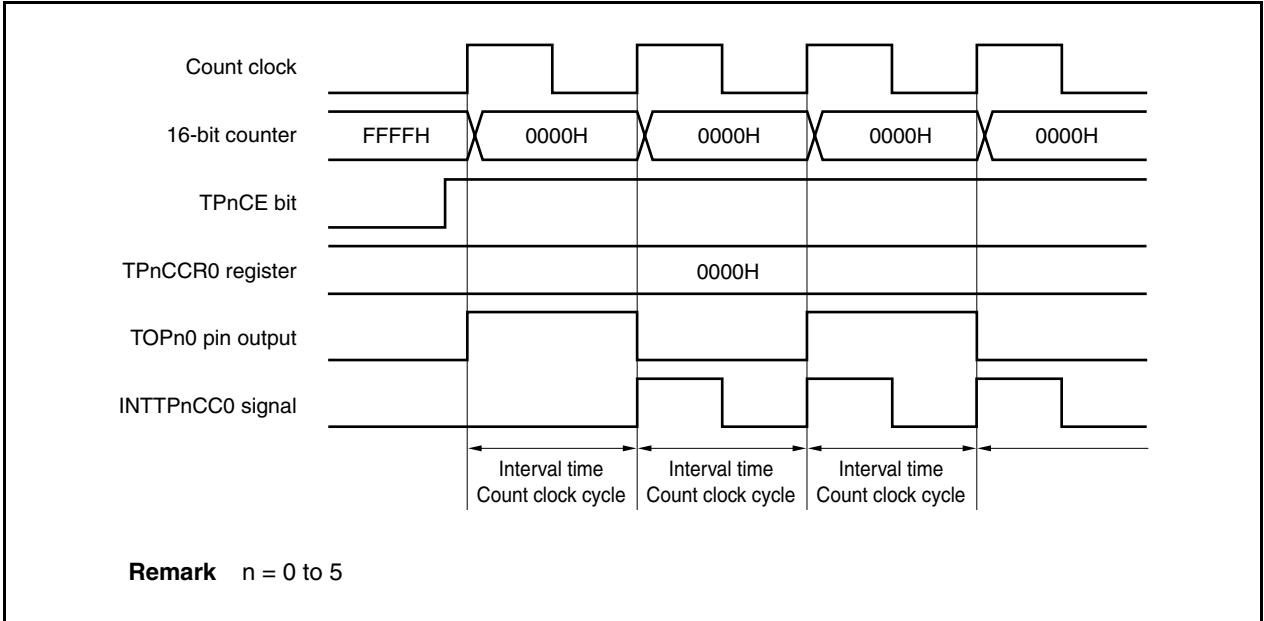 Count clock
16-bit counter
FFFFH 0000H 0000H 0000H 0000H
TPnCE bit
TPnCCR0 register
0000H
TOPn0 pin output
INTTPnCC0 signal
Interval time Interval time Interval time
Count clock cycle Count clock cycle Count clock cycle
Remark n = 0 to 5